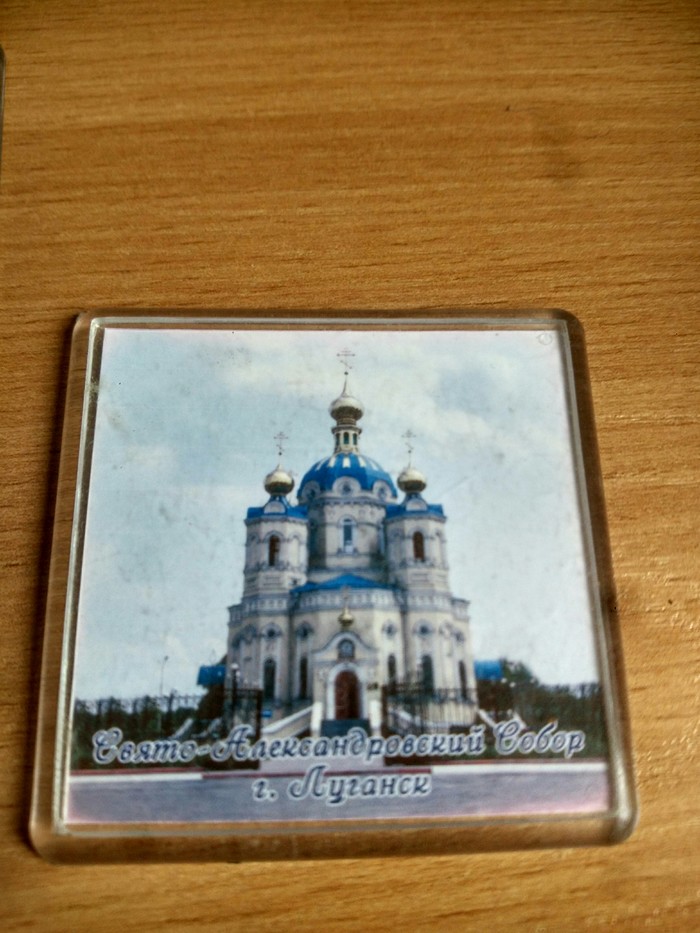 Свято-Александровский Собор
г. Луганск